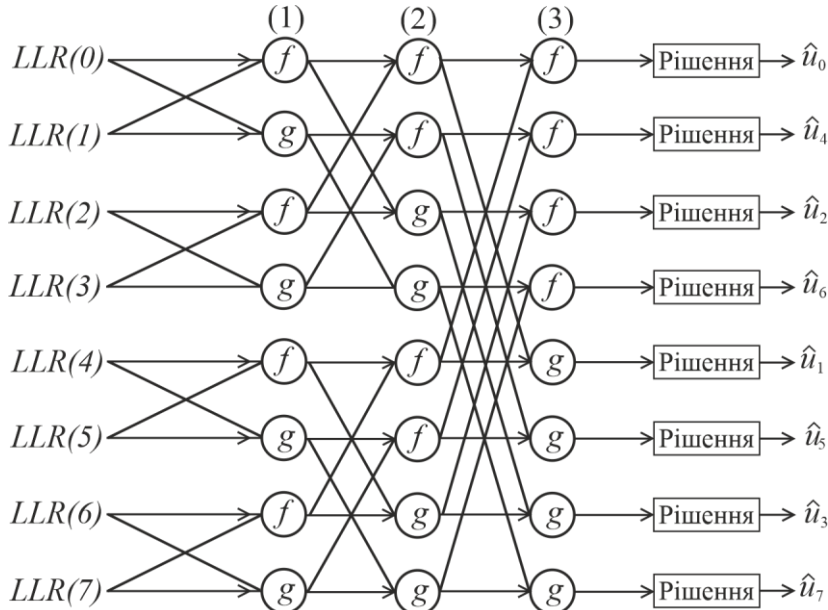 (1) (2) (3)
LLR(0) f f f Рішення û₀
LLR(1) g f f Рішення û₄
LLR(2) f g f Рішення û₂
LLR(3) g g f Рішення û₆
LLR(4) f f g Рішення û₁
LLR(5) g f g Рішення û₅
LLR(6) f g g Рішення û₃
LLR(7) g g g Рішення û₇